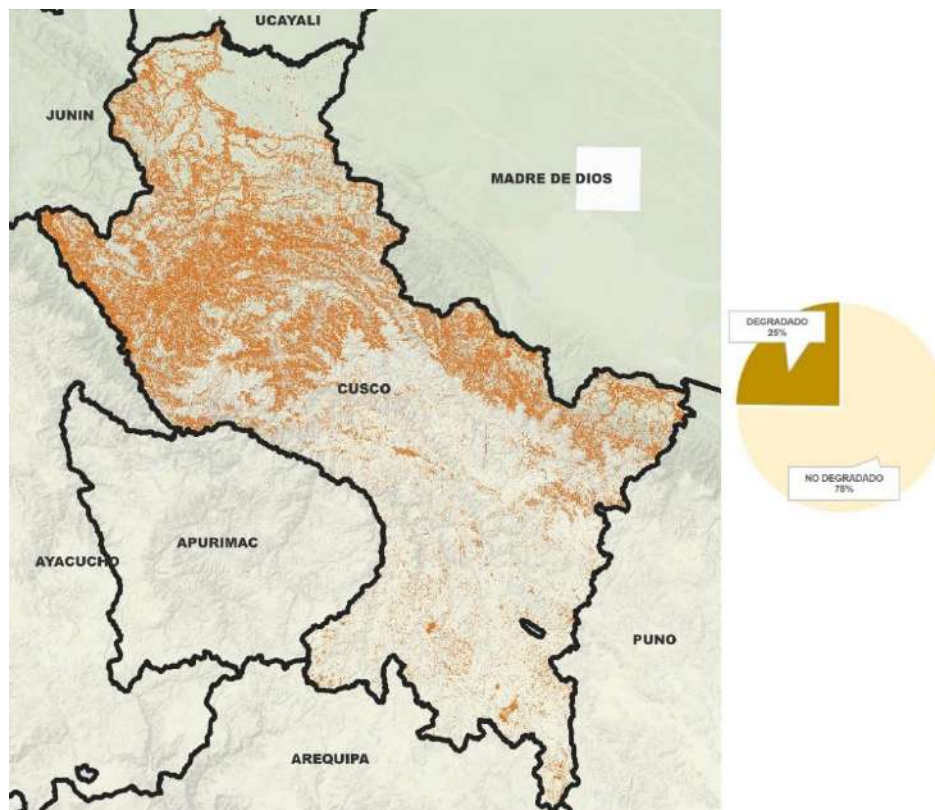 UCAYALI
JUNIN
MADRE DE DIOS
DEGRADADO
25%
CUSCO
NO DEGRADADO
75%
APURIMAC
AYACUCHO
PUNO
AREQUIPA